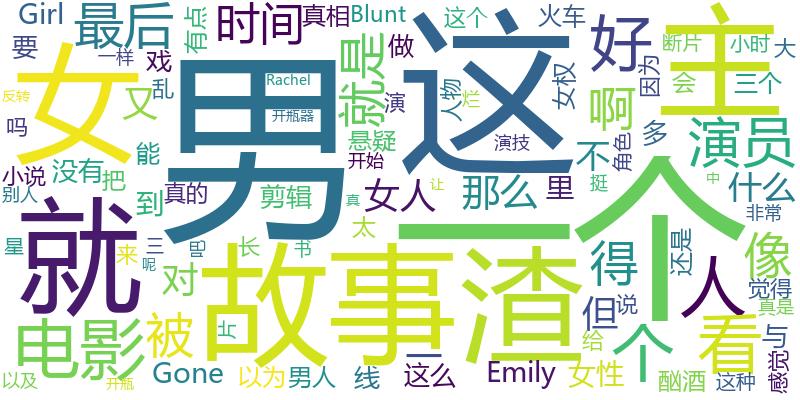 Girl 最后 时间 真相 Blunt 这个 火车 断片 小时 大
要 有点 做 因为 会 三个
一样 戏 Rachel 这 好 女权 主
女 乱 又 男 就是 演 人物 烂 啊 多
反转 开瓶器
吗 能 悬疑 演技 不 角色 演员
小说 没有 把 开始 挺 中
别人 到 真的 剪辑 女人 那么 里 什么 非常
就 真 让 一个
星 来 三 吧 长 书 太 得 还是 人 像
呢 故事 渣 说 觉得
对 但 真是
电影 被 片 个 看 与
一 给 感觉
以及 开瓶 Gone 以为 男人 线 这么 Emily 女性 酗酒 这种